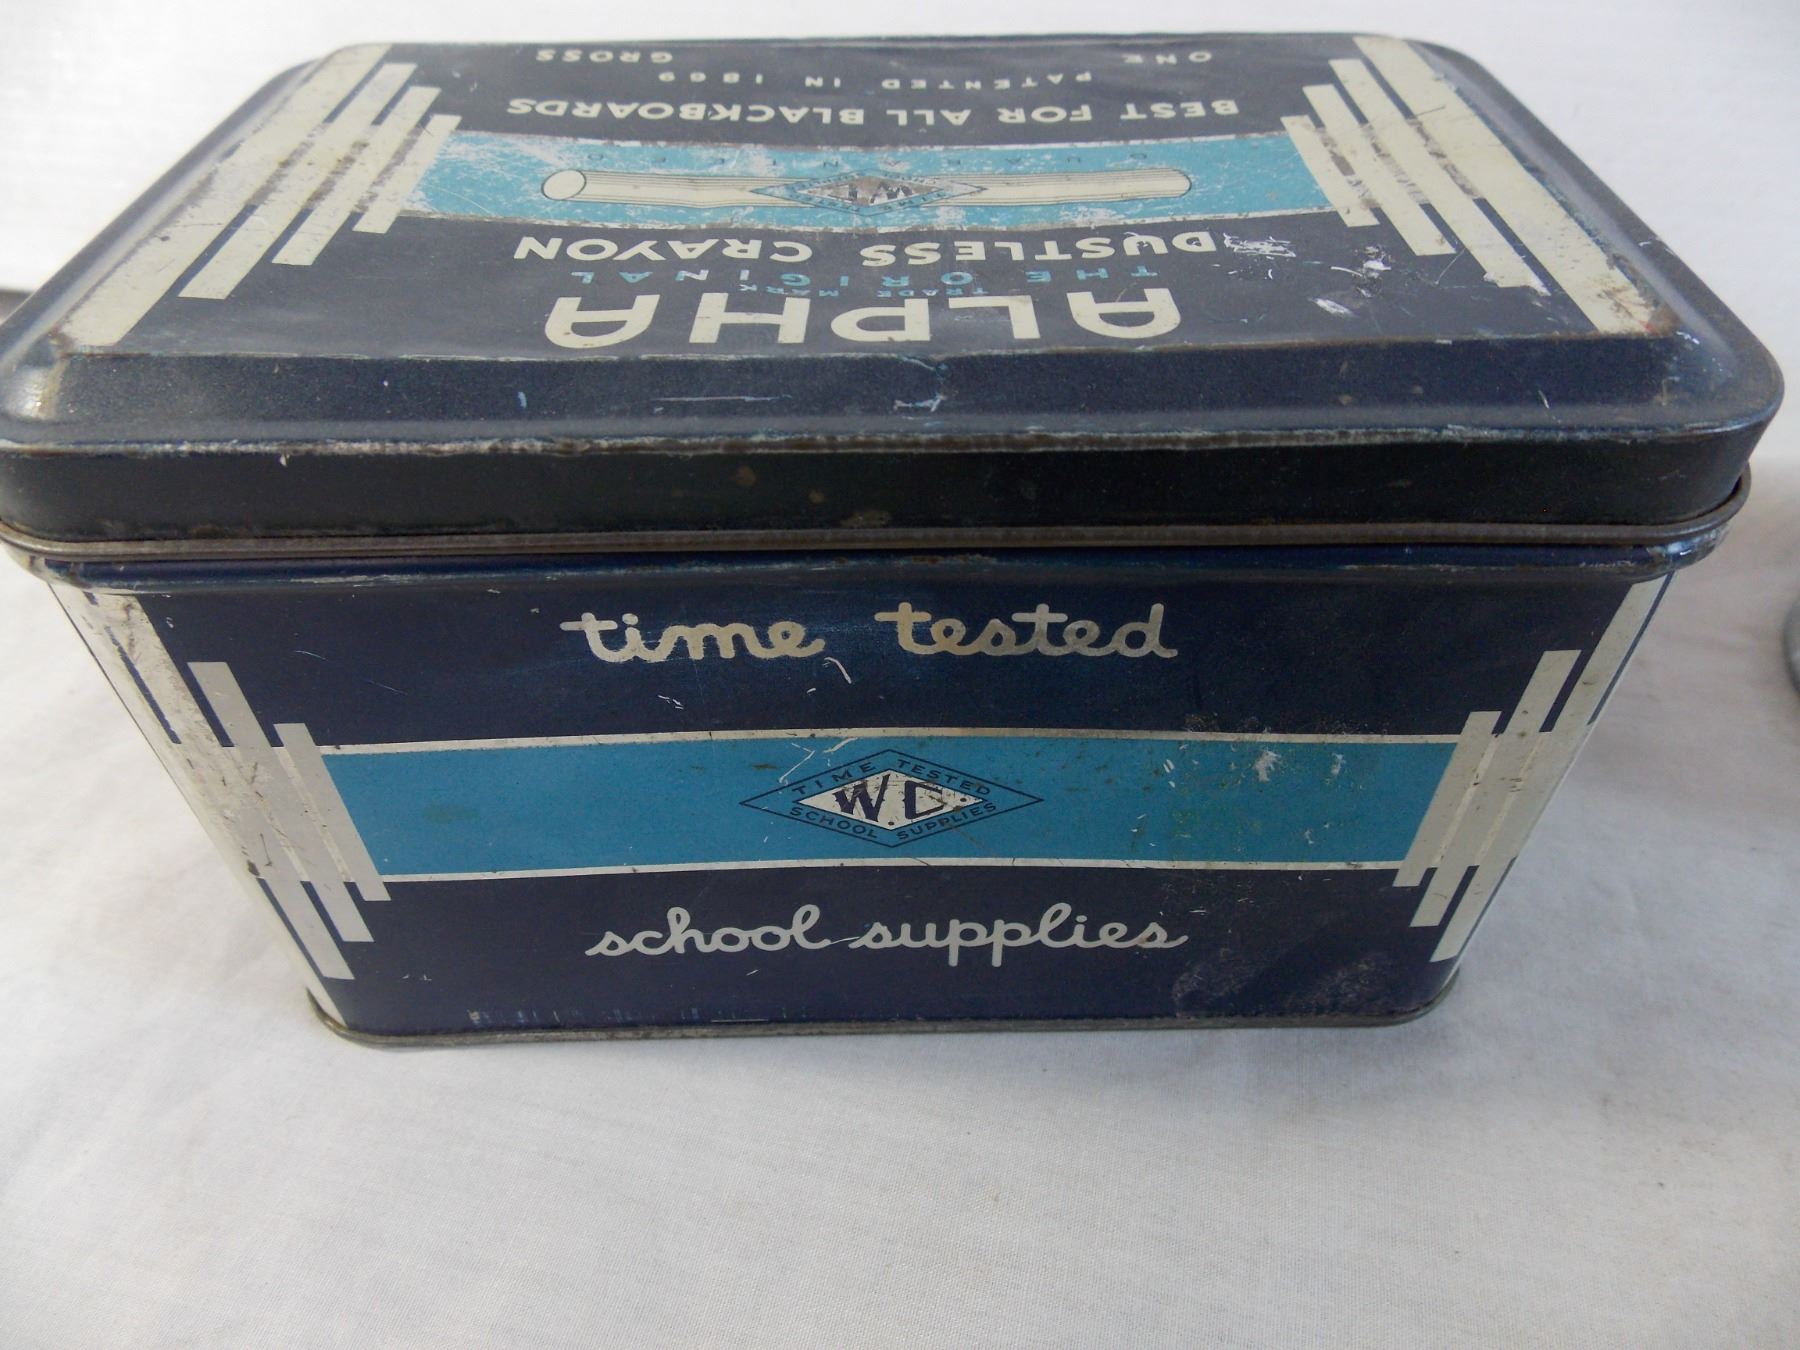 ALPHA
TRADE MARK
THE ORIGINAL
DUSTLESS CRAYON
W.C.
GUARANTEED
BEST FOR ALL BLACKBOARDS
PATENTED IN 1869
ONE GROSS
time tested
TIME TESTED
W.C.
SCHOOL SUPPLIES
school supplies